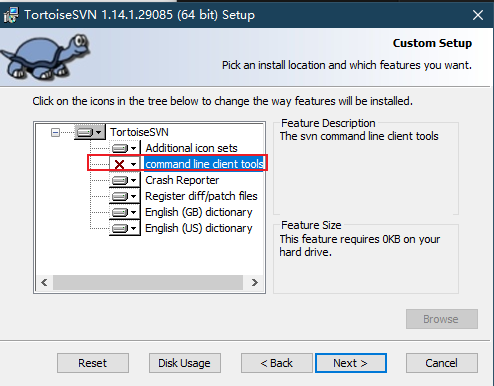 TortoiseSVN 1.14.1.29085 (64 bit) Setup
Custom Setup
Pick an install location and which features you want.
Click on the icons in the tree below to change the way features will be installed.
TortoiseSVN
Additional icon sets
command line client tools
Crash Reporter
Register diff/patch files
English (GB) dictionary
English (US) dictionary
Feature Description
The svn command line client tools
Feature Size
This feature requires 0KB on your
hard drive.
Browse
Reset
Disk Usage
< Back
Next >
Cancel